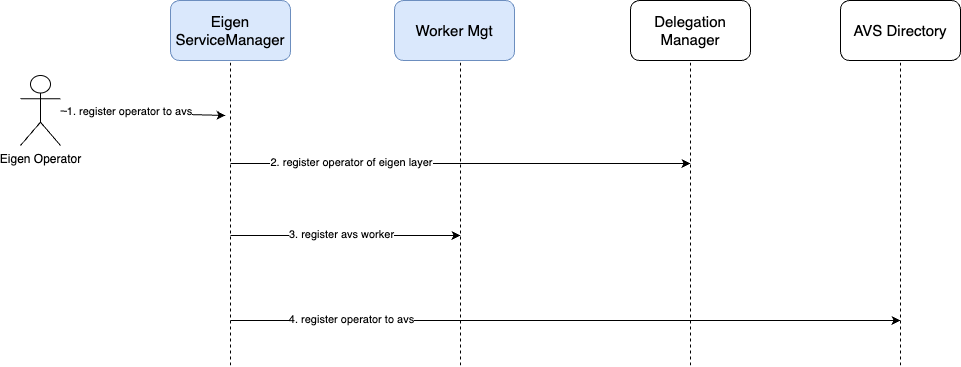 Eigen
ServiceManager
Worker Mgt
Delegation
Manager
AVS Directory
~1. register operator to avs
Eigen Operator
2. register operator of eigen layer
3. register avs worker
4. register operator to avs